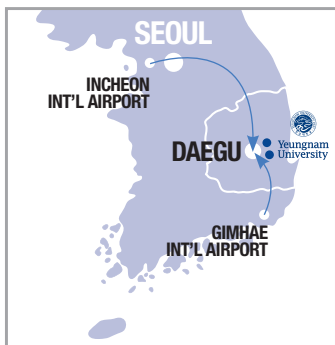 SEOUL
INCHEON
INT'L AIRPORT
DAEGU
Yeungnam
University
GIMHAE
INT'L AIRPORT